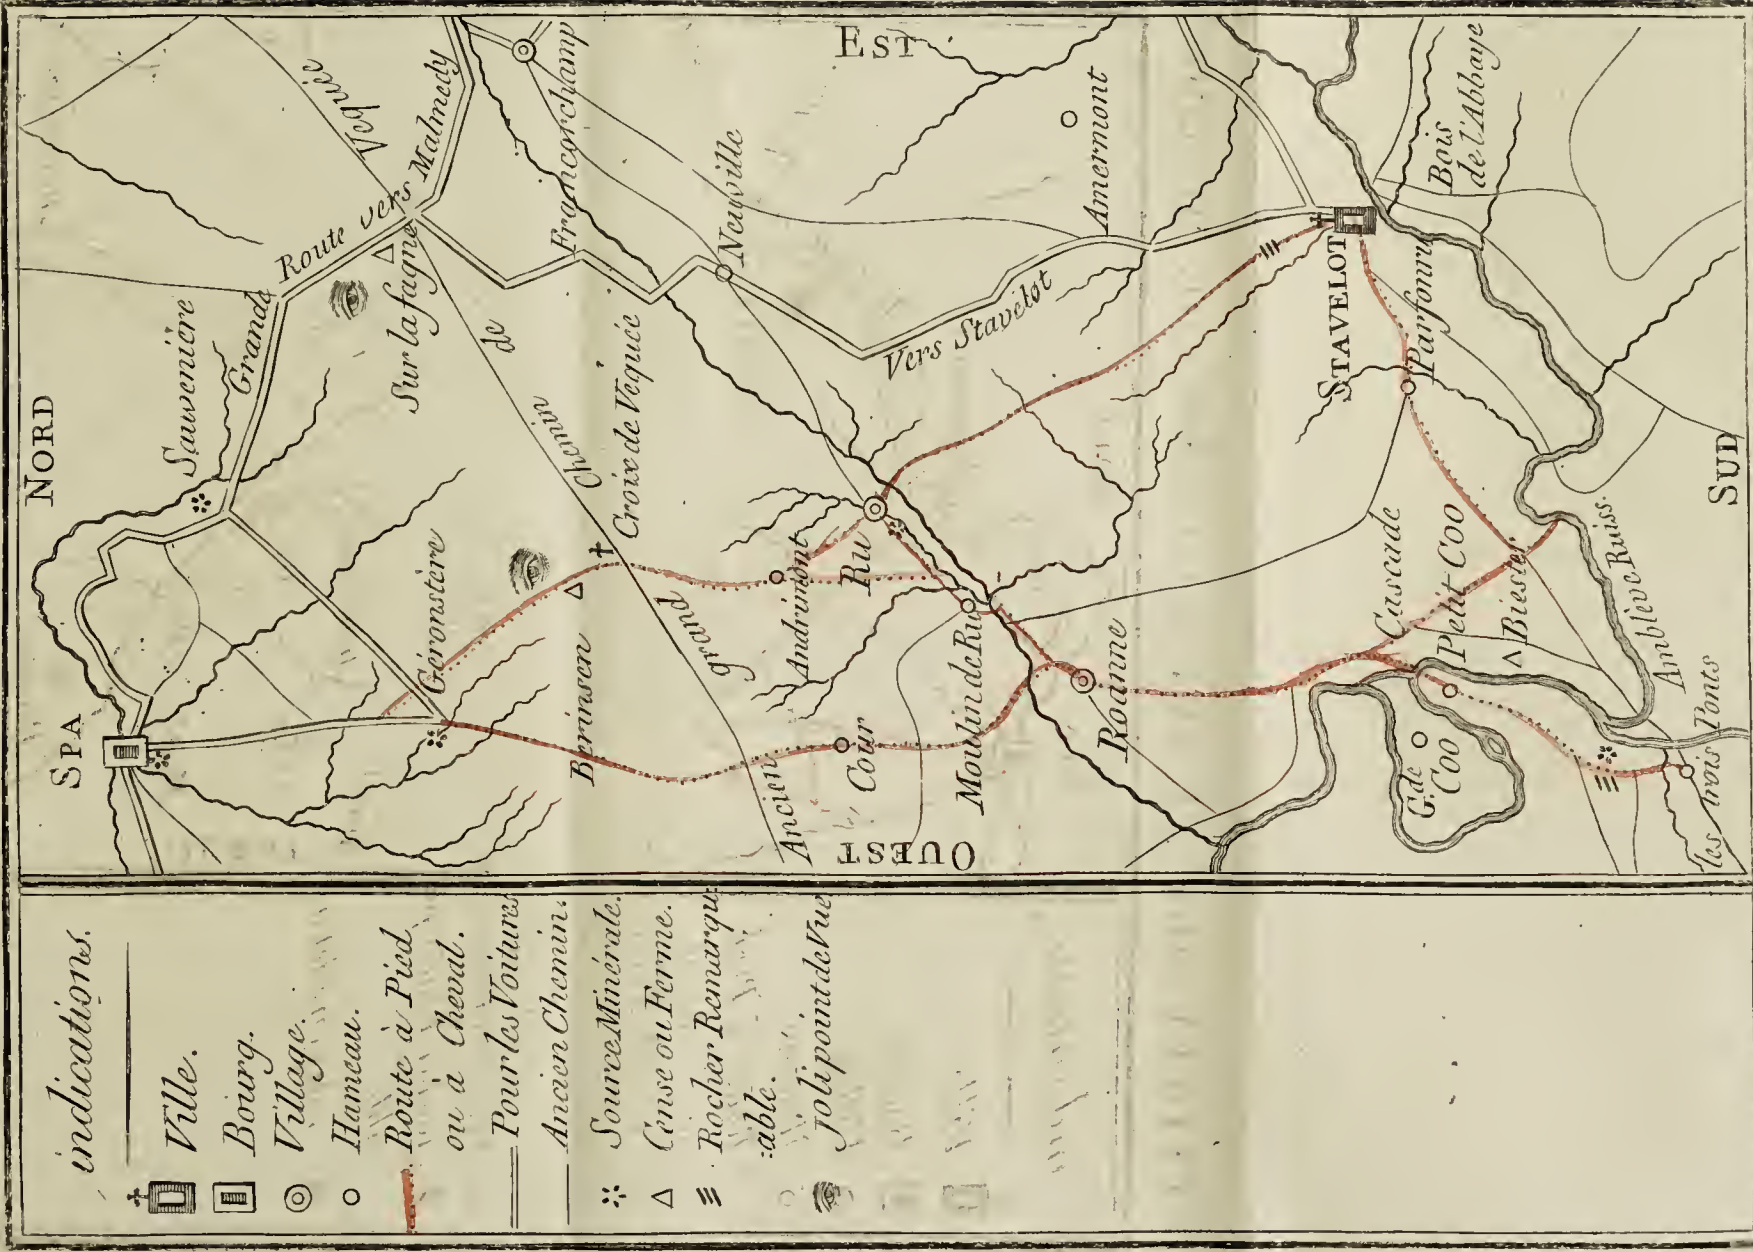 NORD
EST
SUD
OUEST
SPA
Sauvenière
Grande
Route vers Malmedy
Vequée
Sur la fagne
Francorchamp
Neuville
Amermont
Vers Stavelot
STAVELOT
Bois
de l'Abbaye
Parfonru
Géronstère
Berinsen
Croix de Vequée
Ancien
grand
Chemin
de
Andrimont
Ru
Cour
Moulin de Ru
Roanne
Cascade
Petit Coo
Biester
G.de
Coo
Amblive Ruiss.
Les trois Ponts
indications.
Ville.
Bourg.
Village.
Hameau.
Route à Pied
ou à Cheval.
Pour les Voitures
Ancien Chemin.
Source Minérale.
Cense ou Ferme.
Rocher Remarqu
:able.
Joli point de Vue